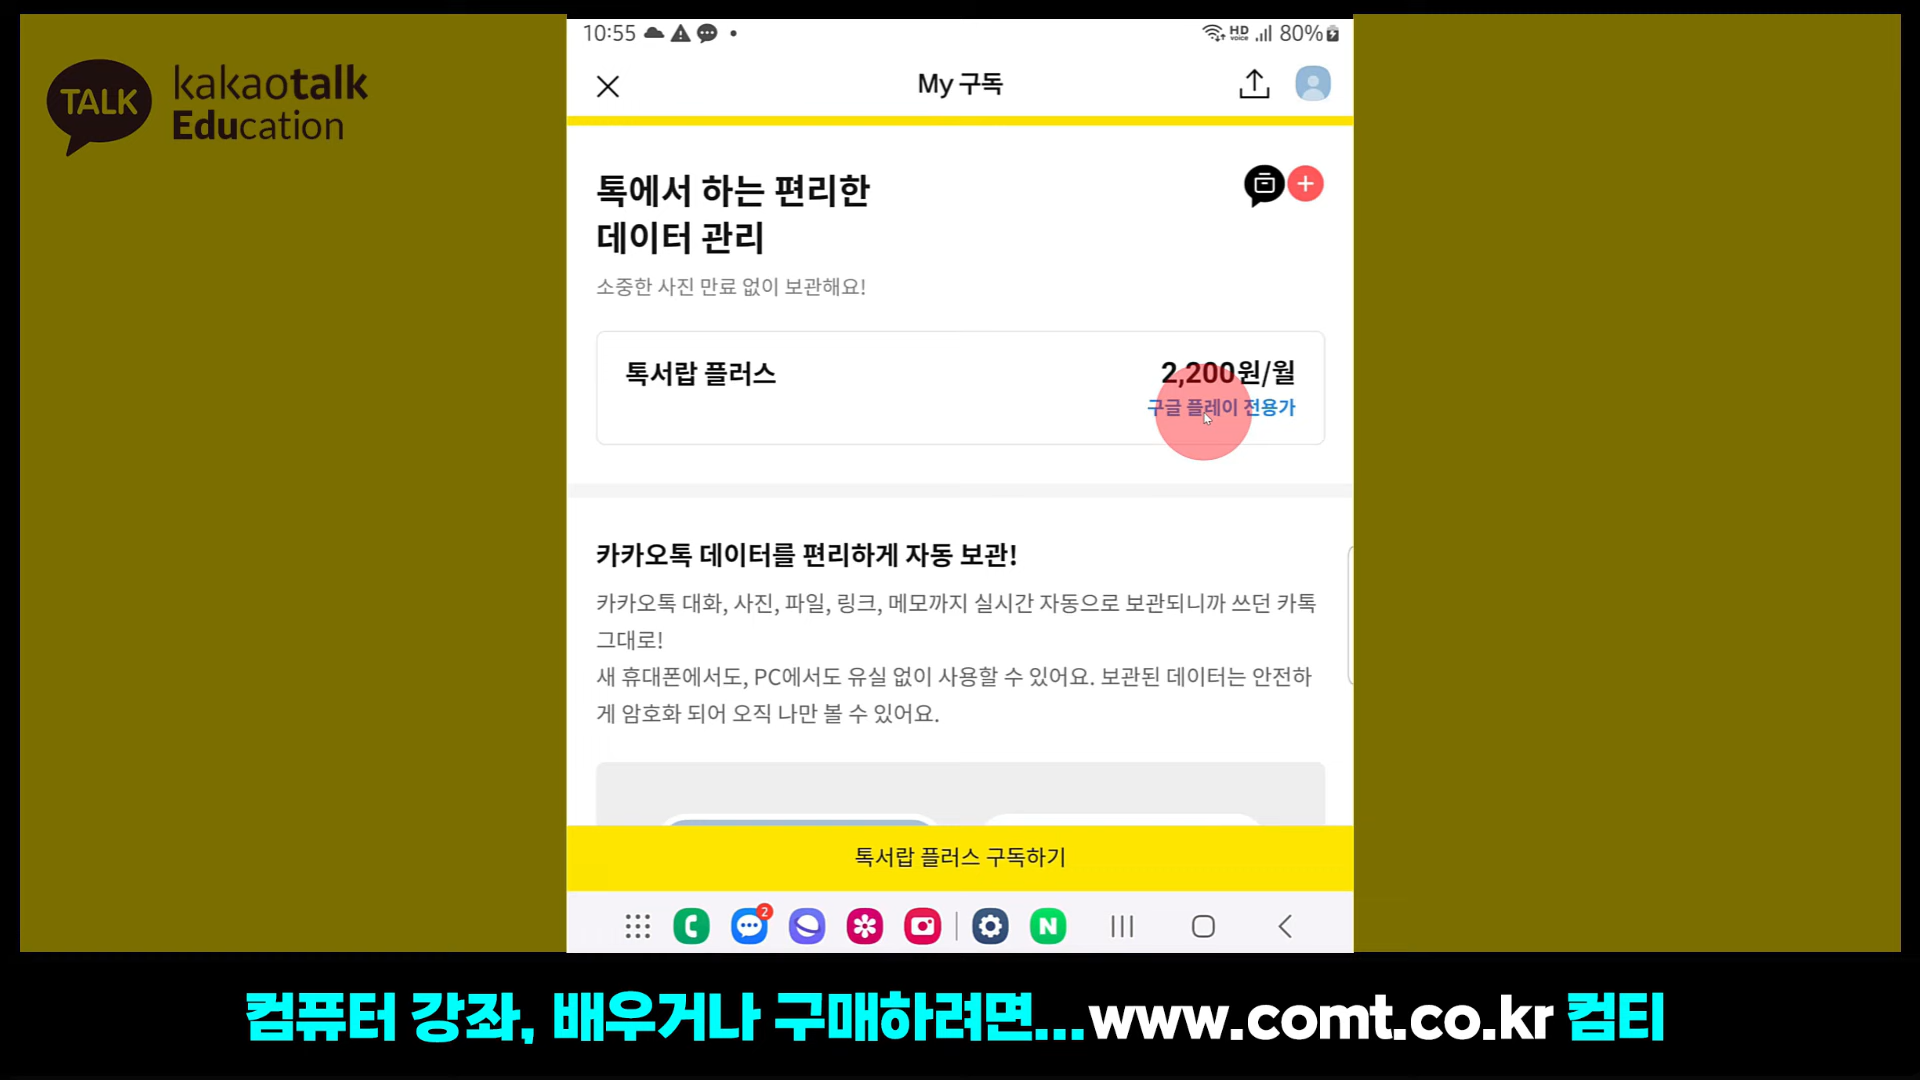 TALK
kakaotalk
Education
10:55
HD
voice
80%
My 구독
톡에서 하는 편리한
데이터 관리
소중한 사진 만료 없이 보관해요!
톡서랍 플러스
2,200원/월
구글 플레이 전용가
카카오톡 데이터를 편리하게 자동 보관!
카카오톡 대화, 사진, 파일, 링크, 메모까지 실시간 자동으로 보관되니까 쓰던 카톡
그대로!
새 휴대폰에서도, PC에서도 유실 없이 사용할 수 있어요. 보관된 데이터는 안전하
게 암호화 되어 오직 나만 볼 수 있어요.
톡서랍 플러스 구독하기
2
N
컴퓨터 강좌, 배우거나 구매하려면...www.comt.co.kr 컴티